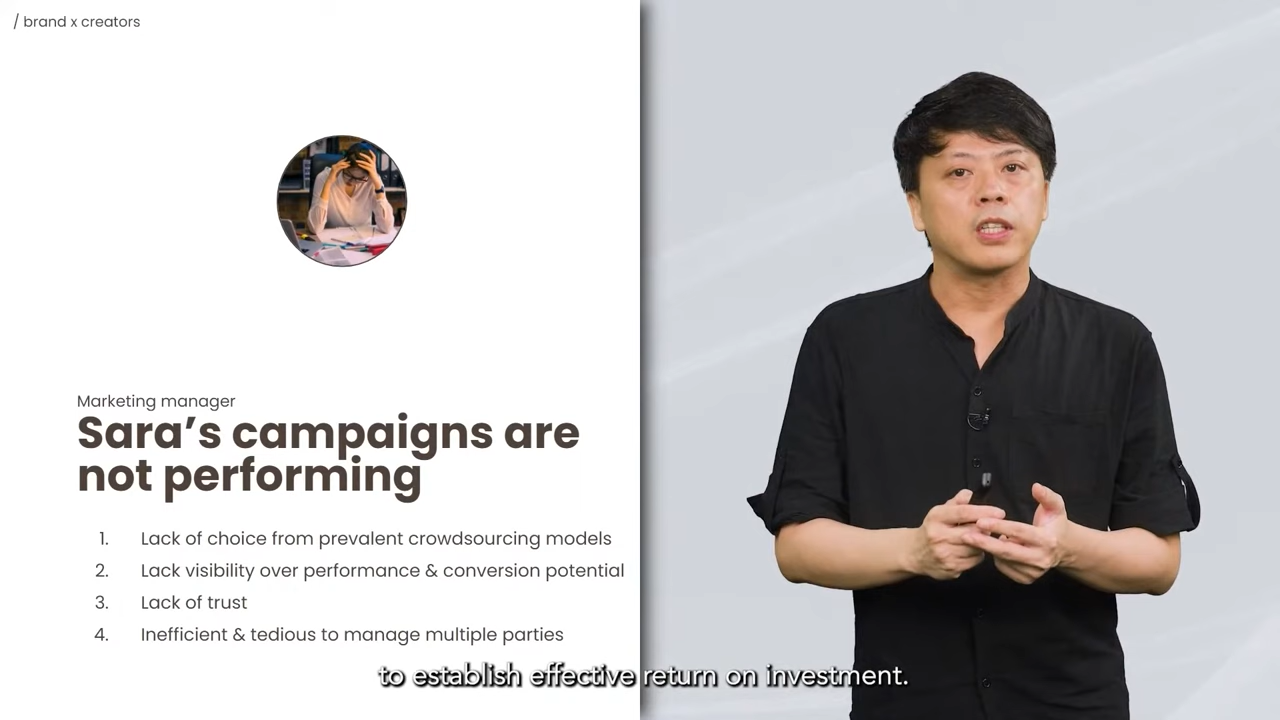 / brand x creators
Marketing manager
Sara’s campaigns are
not performing
1. Lack of choice from prevalent crowdsourcing models
2. Lack visibility over performance & conversion potential
3. Lack of trust
4. Inefficient & tedious to manage multiple parties
to establish effective return on investment.